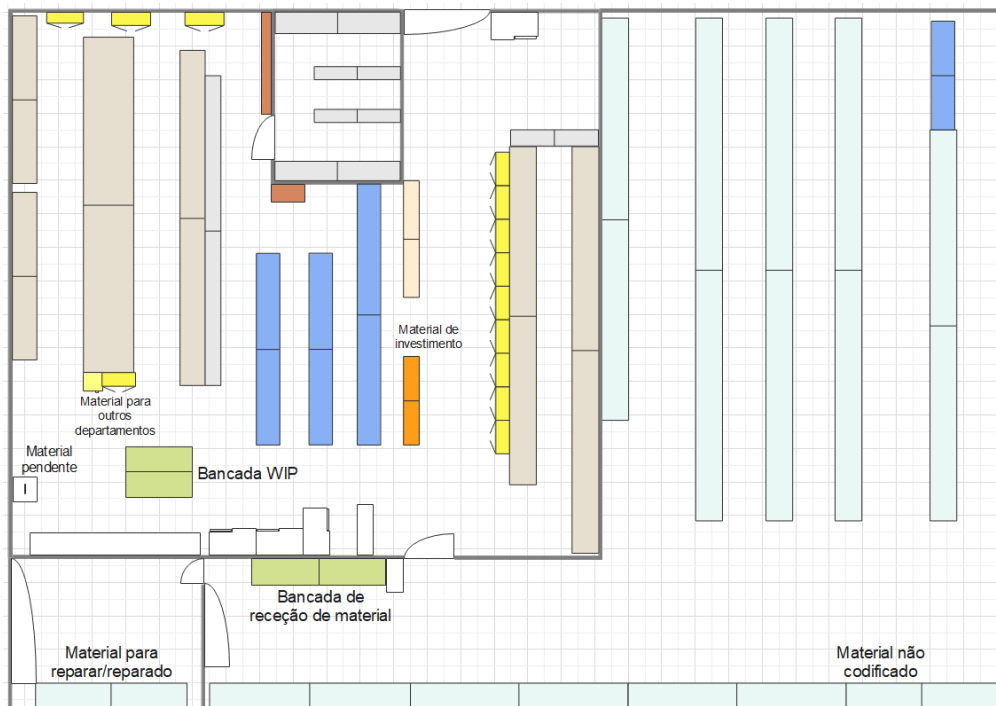 Material de
investimento
Material para
outros
departamentos
Material
pendente
I
Bancada WIP
Bancada de
receção de material
Material para
reparar/reparado
Material não
codificado